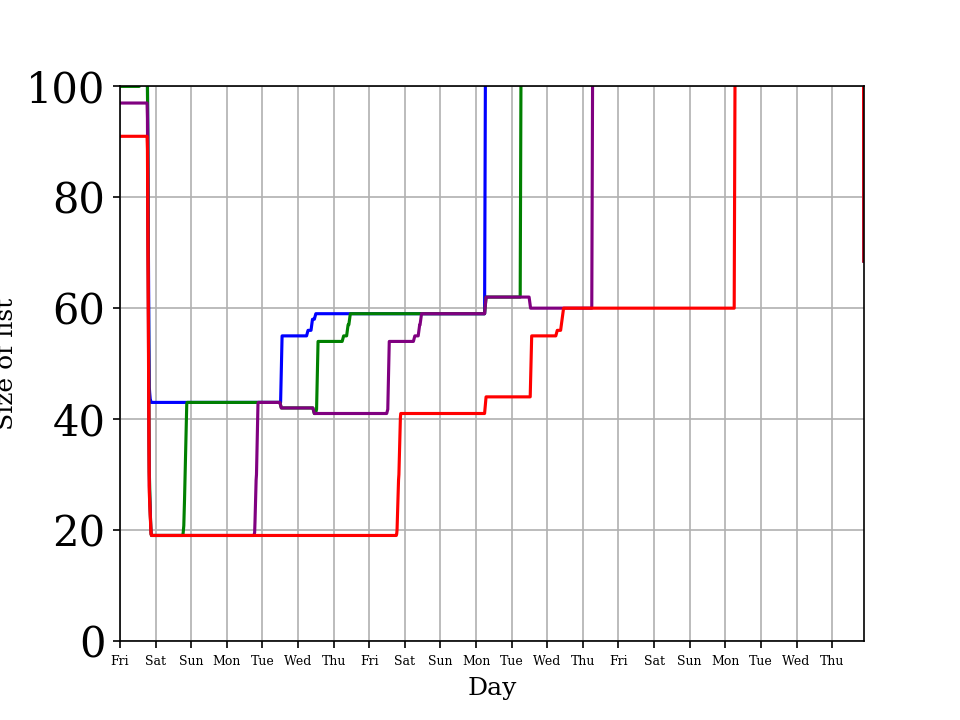 100
80
60
40
20
0
Size of list
Fri Sat Sun Mon Tue Wed Thu Fri Sat Sun Mon Tue Wed Thu Fri Sat Sun Mon Tue Wed Thu
Day